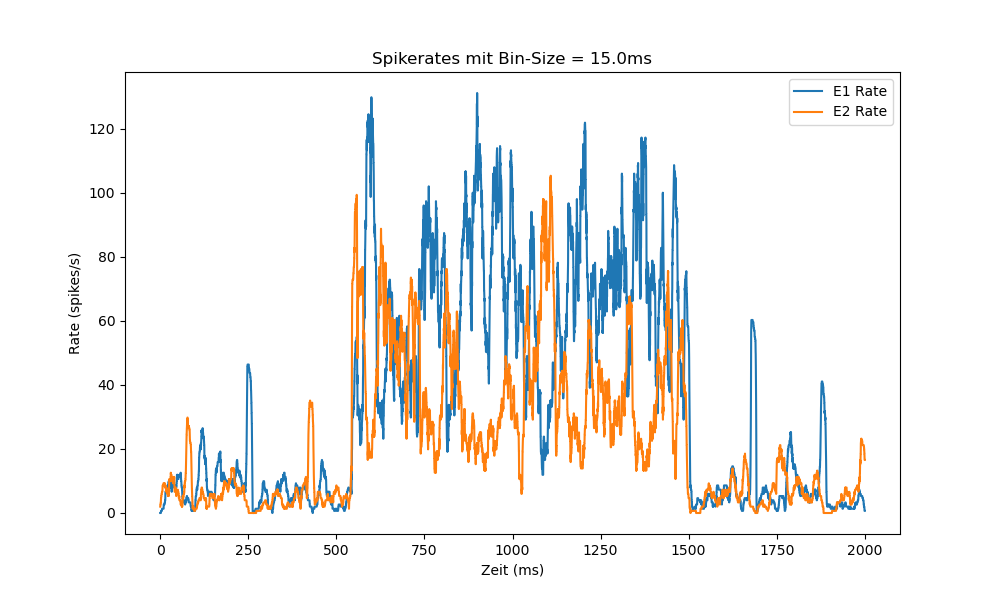 Spikerates mit Bin-Size = 15.0ms
E1 Rate
E2 Rate
120
100
80
60
40
20
0
Rate (spikes/s)
0 250 500 750 1000 1250 1500 1750 2000
Zeit (ms)